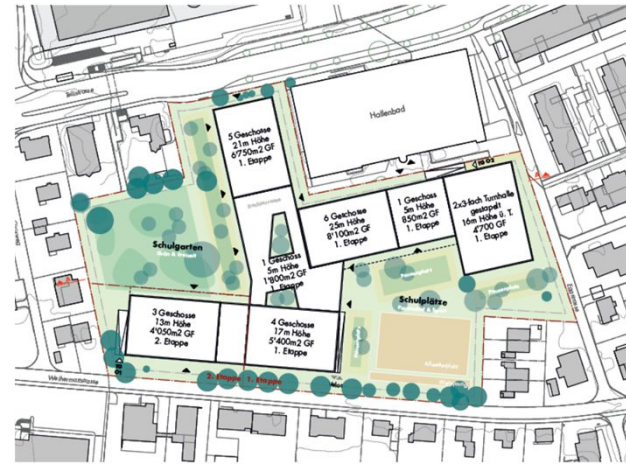 Hallenbad
5 Geschosse
21m Höhe
6'750m2 GF
1. Etappe
6 Geschosse
25m Höhe
8'100m2 GF
1. Etappe
1 Geschoss
5m Höhe
850m2 GF
1. Etappe
2x3-fach Turnhalle
gestapelt
16m Höhe ü. T.
4'700 GF
1. Etappe
Schulgarten
1 Geschoss
5m Höhe
1'800m2 GF
1. Etappe
Schulplätze
3 Geschosse
13m Höhe
4'050m2 GF
2. Etappe
4 Geschosse
17m Höhe
5'400m2 GF
1. Etappe
2. Etappe 1. Etappe